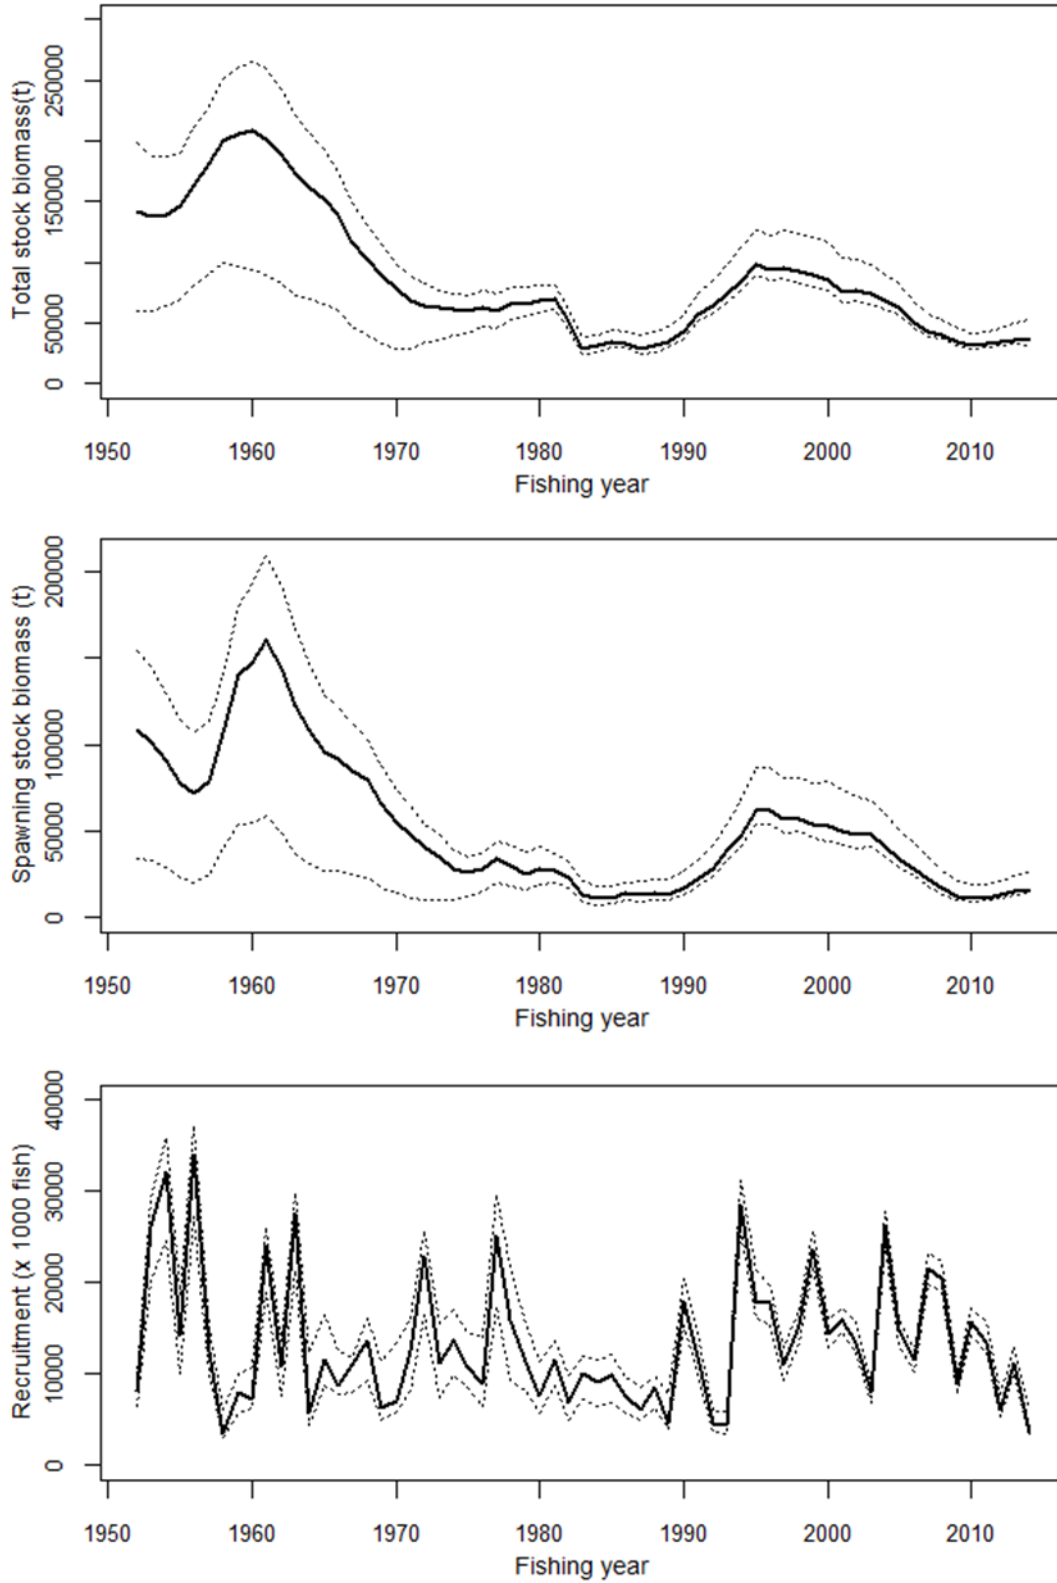 Total stock biomass(t)
250000
150000
50000
0
1950 1960 1970 1980 1990 2000 2010
Fishing year
Spawning stock biomass (t)
200000
100000
50000
0
1950 1960 1970 1980 1990 2000 2010
Fishing year
Recruitment (x 1000 fish)
40000
30000
20000
10000
0
1950 1960 1970 1980 1990 2000 2010
Fishing year